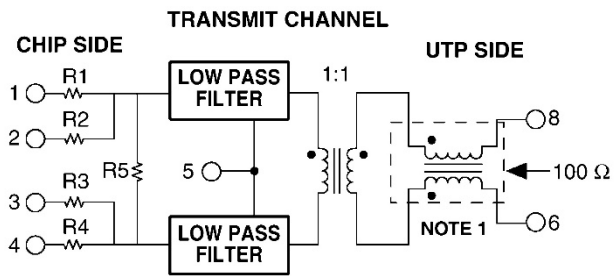 TRANSMIT CHANNEL
CHIP SIDE
UTP SIDE
R1
LOW PASS
FILTER
1:1
1
8
R2
2
R5
5
100 Ω
R3
3
R4
4
LOW PASS
FILTER
NOTE 1
6